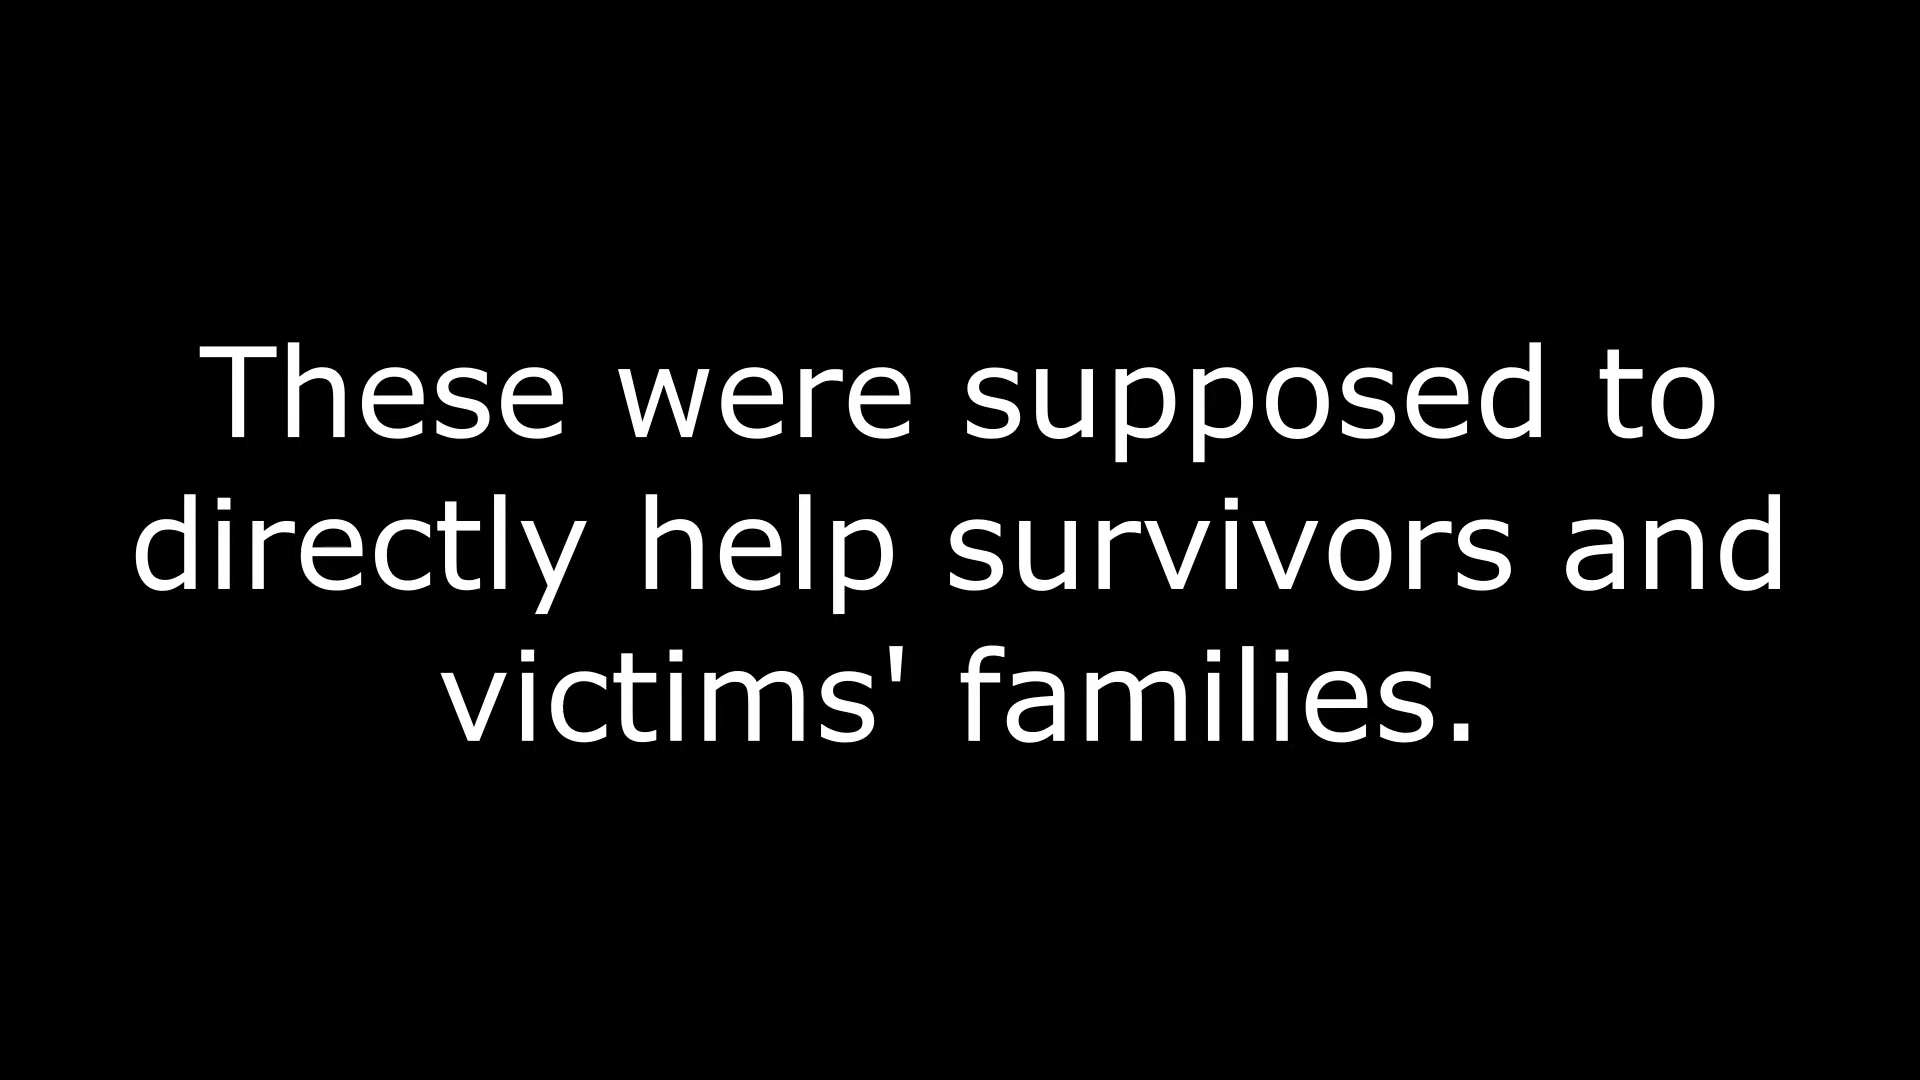 These were supposed to
directly help survivors and
victims' families.